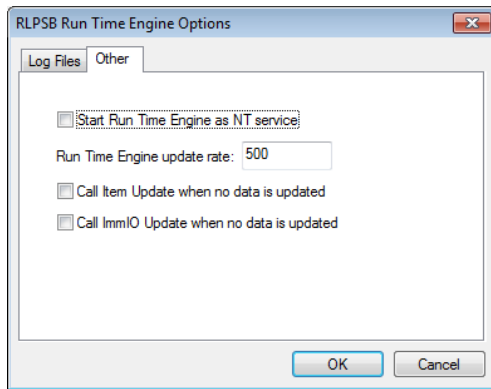 RLPSB Run Time Engine Options
Log Files Other
Start Run Time Engine as NT service
Run Time Engine update rate: 500
Call Item Update when no data is updated
Call ImmIO Update when no data is updated
OK Cancel